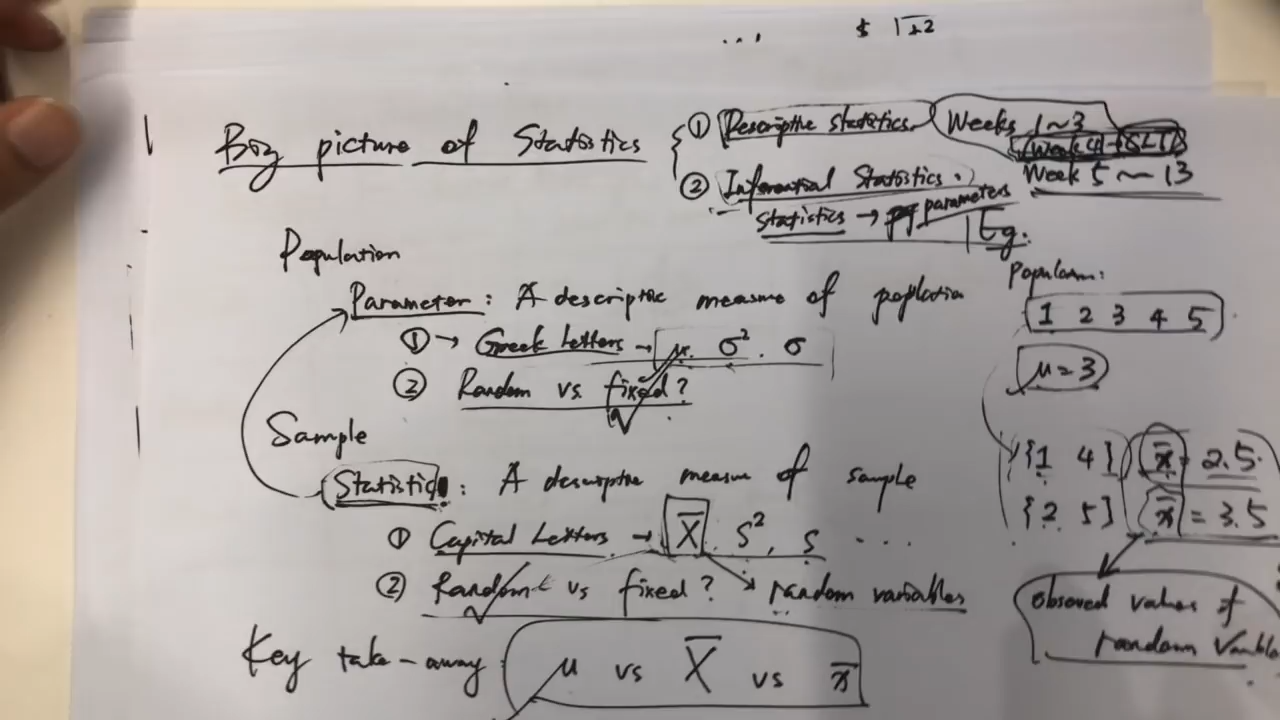 Big picture of Statistics
① Descriptive Statistics. Weeks 1~3
Week 4
② Inferential Statistics. Week 5 ~ 13
Statistics → parameters
Eg.
Population
Parameter: A descriptive measure of population
① → Greek Letters → μ, σ², σ
② Random vs fixed?
Population:
1 2 3 4 5
μ = 3
Sample
Statistic: A descriptive measure of sample
① Capital Letters → X̅, S², S ...
② Random vs fixed? random variables
{1 4} x̅ = 2.5
{2 5} x̅ = 3.5
observed values of
random variable
Key take-away: μ vs X̅ vs x̅